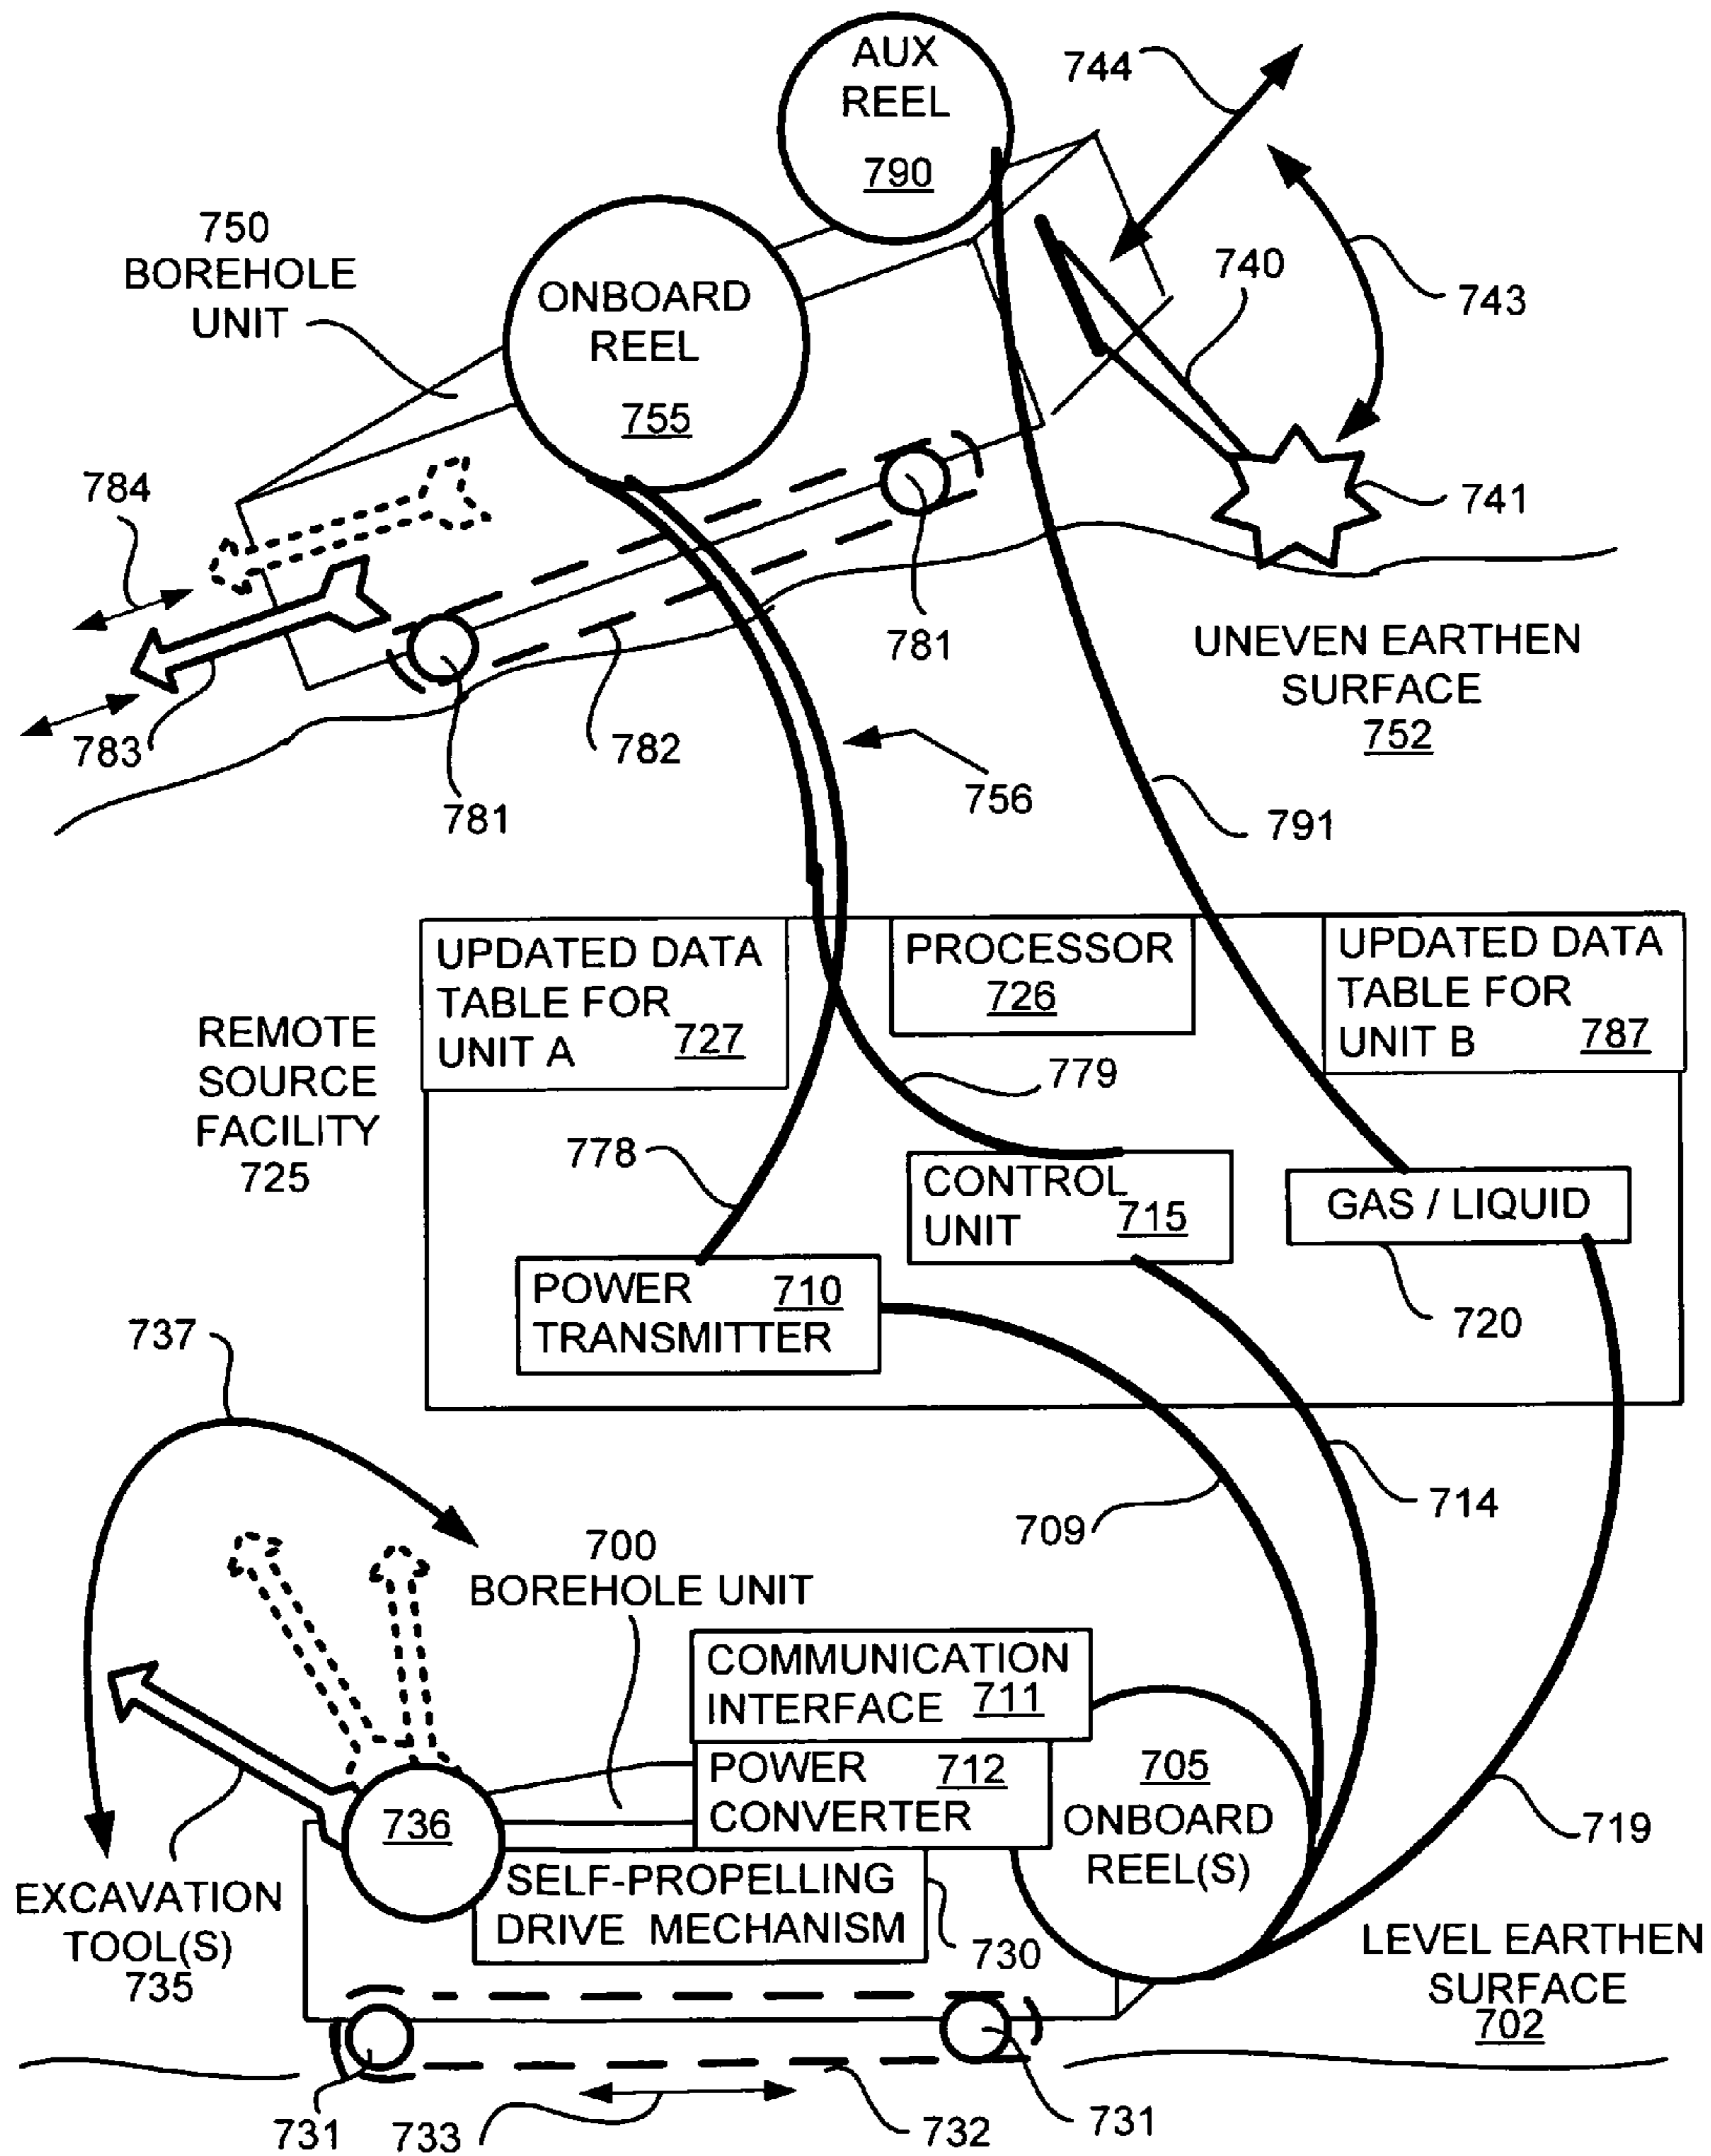 AUX
REEL
790
744
750
BOREHOLE
UNIT
ONBOARD
REEL
755
740
743
784
741
781
UNEVEN EARTHEN
SURFACE
752
783
782
781
756
791
UPDATED DATA
TABLE FOR
UNIT A
727
PROCESSOR
726
UPDATED DATA
TABLE FOR
UNIT B
787
REMOTE
SOURCE
FACILITY
725
779
778
CONTROL
UNIT
715
GAS / LIQUID
POWER
TRANSMITTER
710
720
737
714
709
700
BOREHOLE UNIT
COMMUNICATION
INTERFACE 711
POWER
CONVERTER
712
705
ONBOARD
REEL(S)
736
719
SELF-PROPELLING
DRIVE MECHANISM
730
EXCAVATION
TOOL(S)
735
LEVEL EARTHEN
SURFACE
702
731
733
732
731